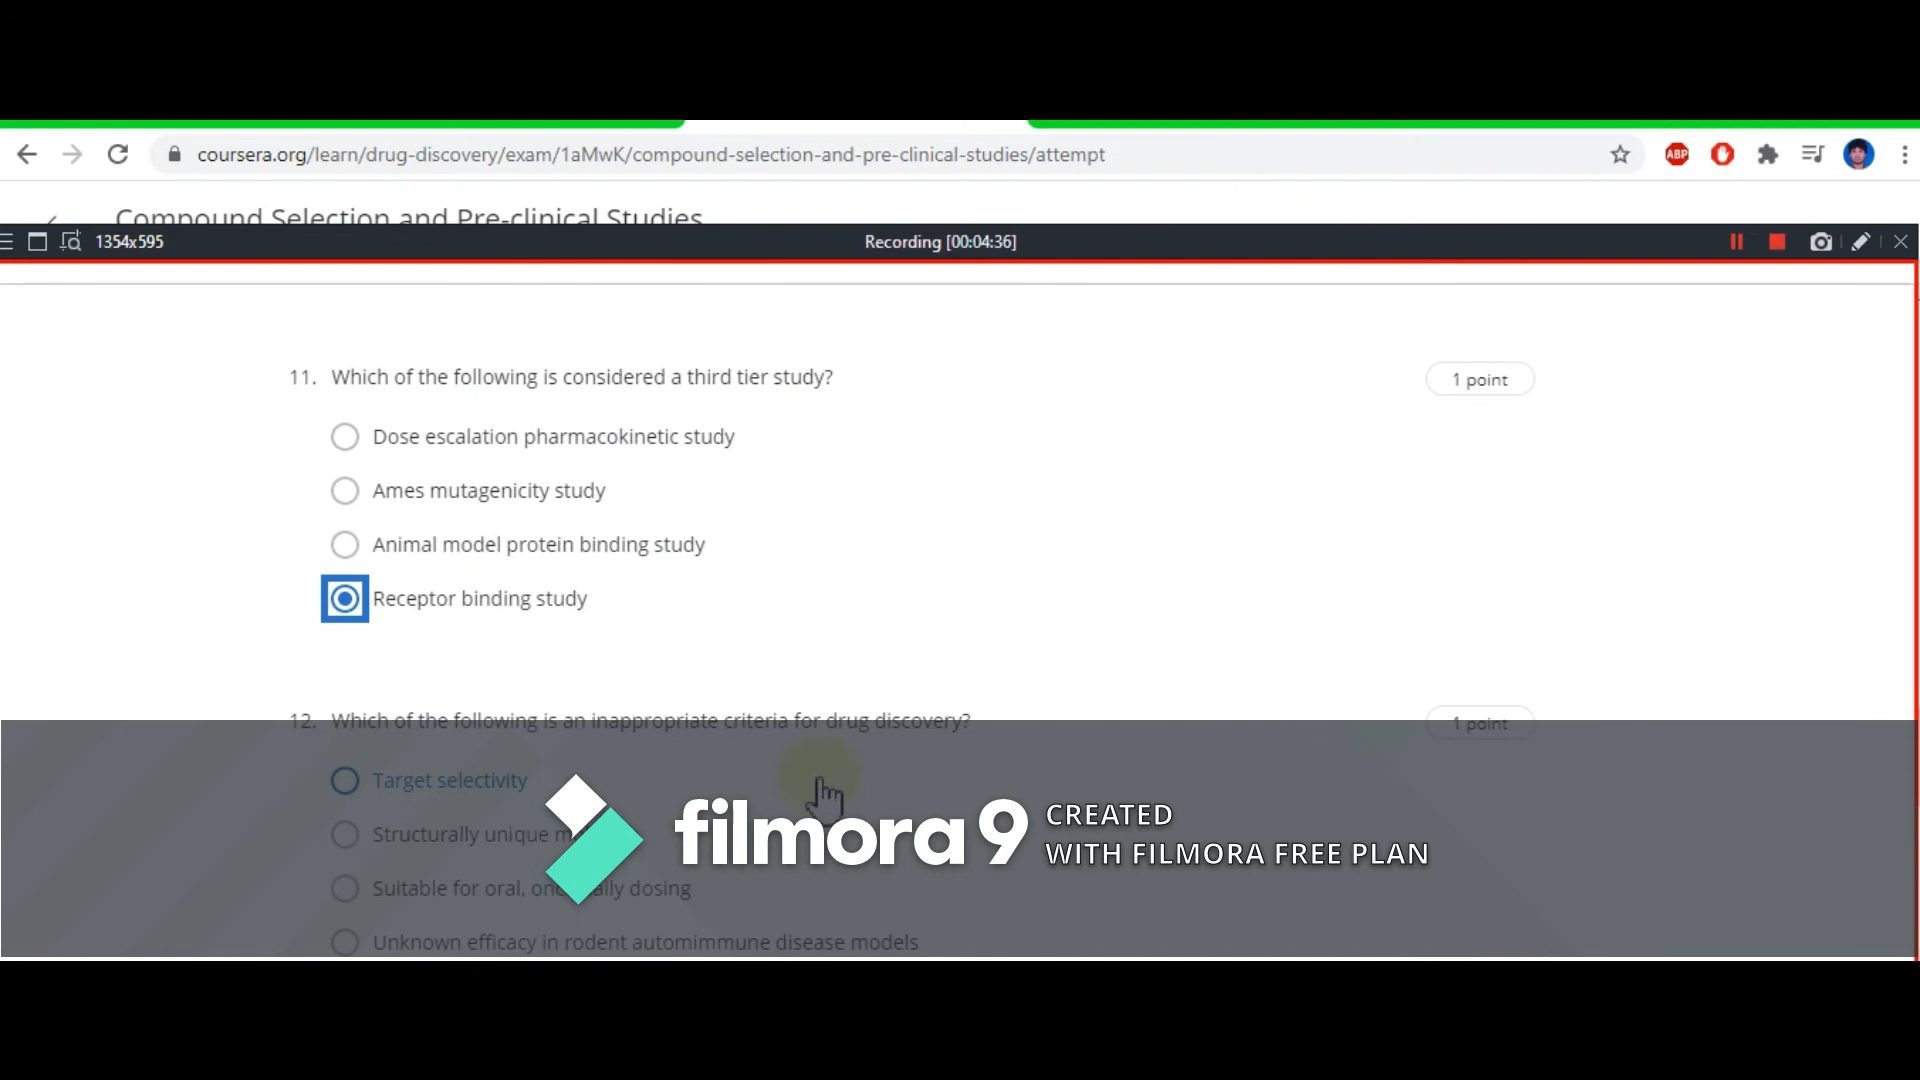 coursera.org/learn/drug-discovery/exam/1aMwK/compound-selection-and-pre-clinical-studies/attempt
ABP
Compound Selection and Pre-clinical Studies
1354x595
Recording [00:04:36]
11. Which of the following is considered a third tier study?
1 point
Dose escalation pharmacokinetic study
Ames mutagenicity study
Animal model protein binding study
Receptor binding study
12. Which of the following is an inappropriate criteria for drug discovery?
1 point
Target selectivity
Structurally unique
Suitable for oral, daily dosing
Unknown efficacy in rodent automimmune disease models
filmora9
CREATED
WITH FILMORA FREE PLAN